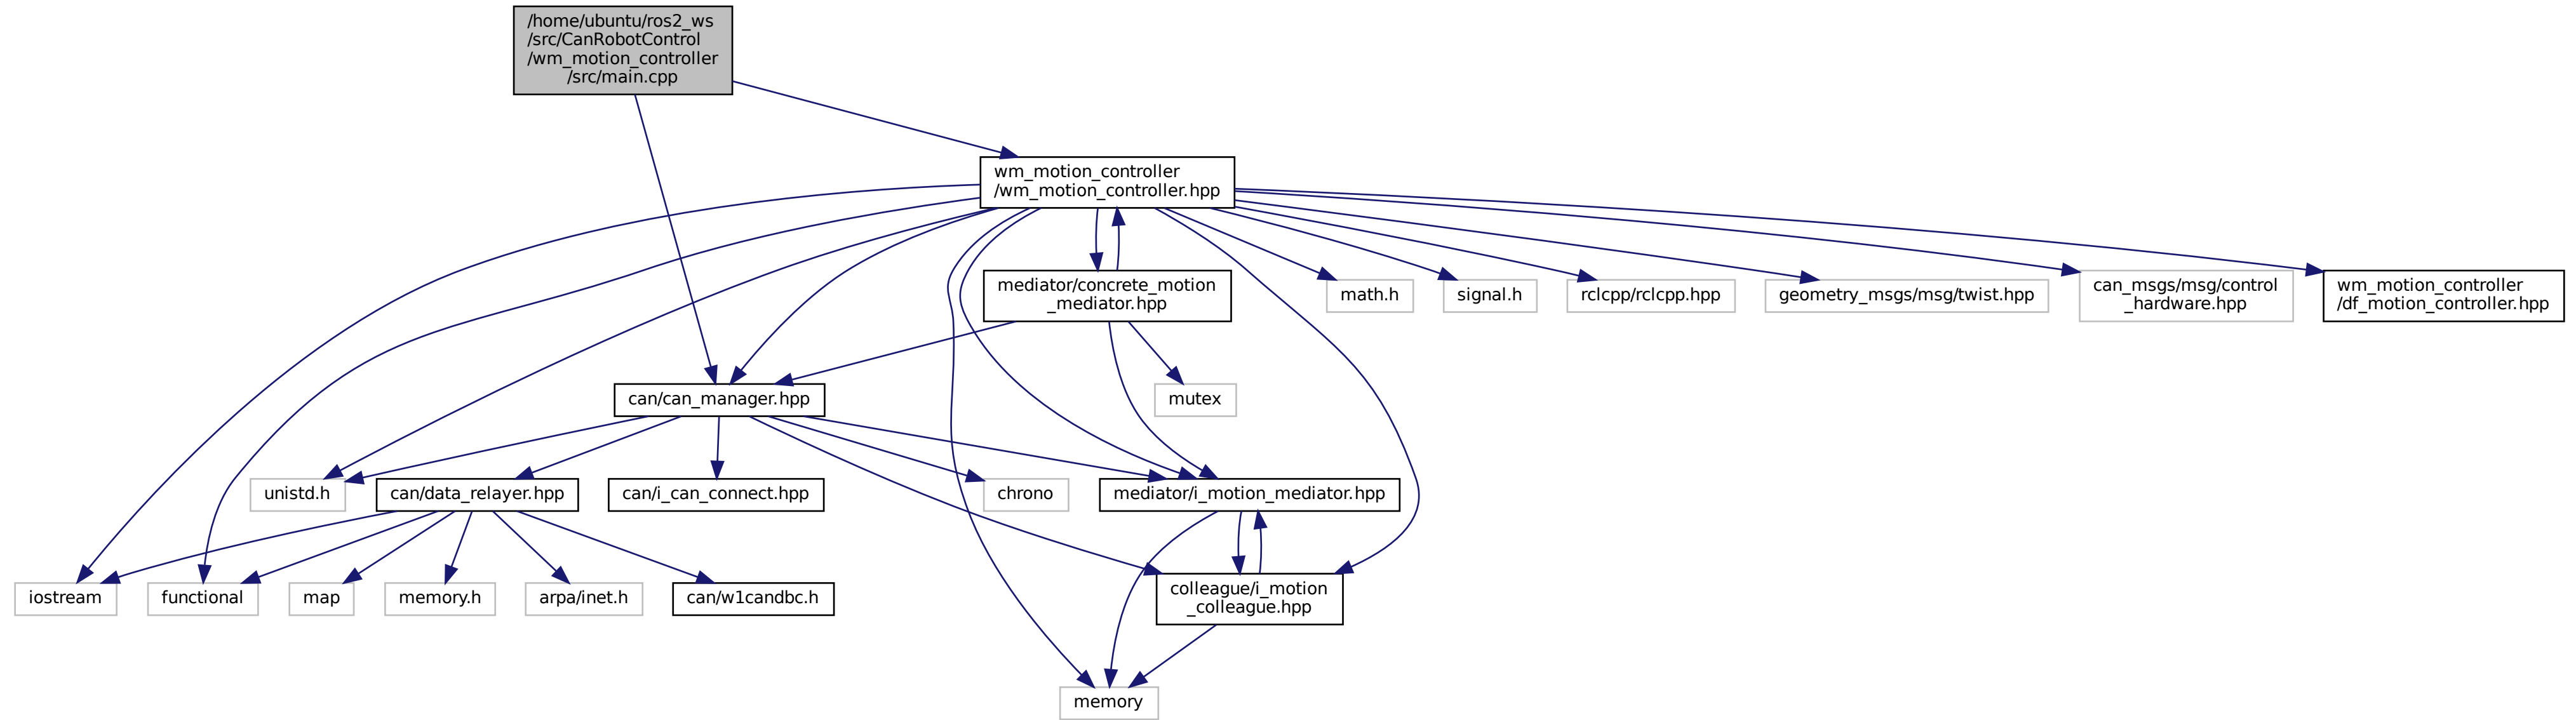 /home/ubuntu/ros2_ws
/src/CanRobotControl
/wm_motion_controller
/src/main.cpp
wm_motion_controller
/wm_motion_controller.hpp
mediator/concrete_motion
_mediator.hpp
math.h
signal.h
rclcpp/rclcpp.hpp
geometry_msgs/msg/twist.hpp
can_msgs/msg/control
_hardware.hpp
wm_motion_controller
/df_motion_controller.hpp
can/can_manager.hpp
mutex
unistd.h
can/data_relayer.hpp
can/i_can_connect.hpp
chrono
mediator/i_motion_mediator.hpp
iostream
functional
map
memory.h
arpa/inet.h
can/w1candbc.h
colleague/i_motion
_colleague.hpp
memory